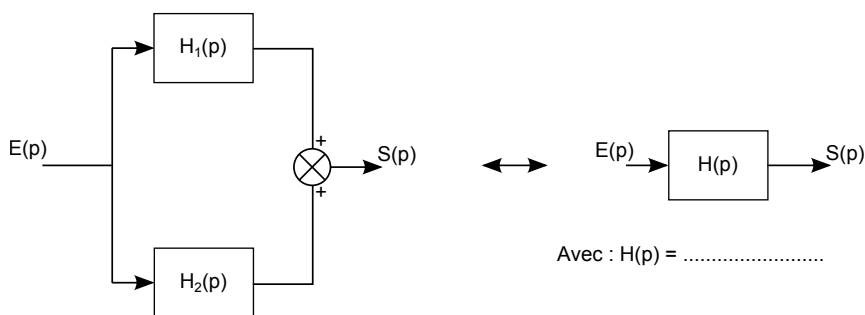 H₁(p)
+
E(p)
S(p)
+
H₂(p)
E(p)
H(p)
S(p)
Avec : H(p) = ........................